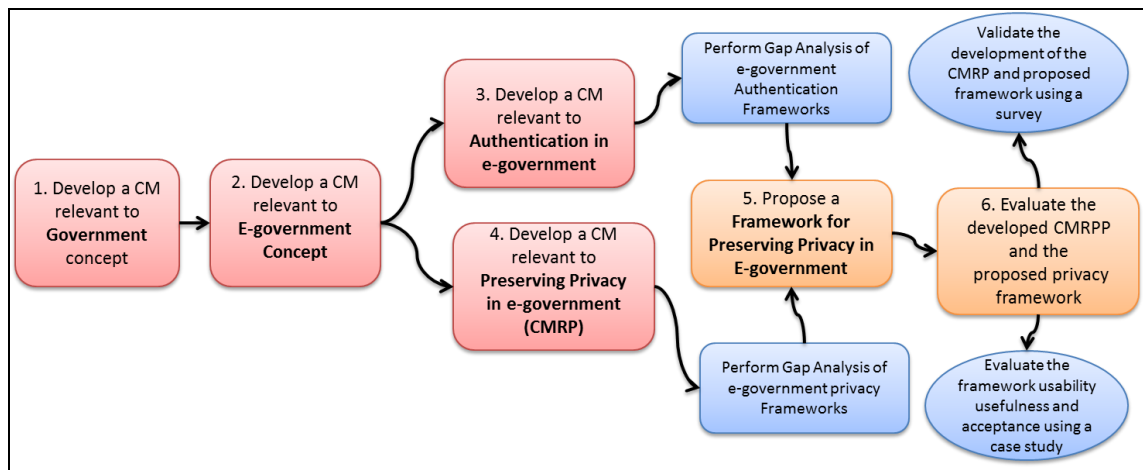 1. Develop a CM
relevant to
Government
concept
2. Develop a CM
relevant to
E-government
Concept
3. Develop a CM
relevant to
Authentication in
e-government
4. Develop a CM
relevant to
Preserving Privacy
in e-government
(CMRP)
Perform Gap Analysis of
e-government
Authentication
Frameworks
Perform Gap Analysis of
e-government privacy
Frameworks
5. Propose a
Framework for
Preserving Privacy in
E-government
6. Evaluate the
developed CMRPP
and the
proposed privacy
framework
Validate the
development of the
CMRP and proposed
framework using a
survey
Evaluate the
framework usability
usefulness and
acceptance using a
case study